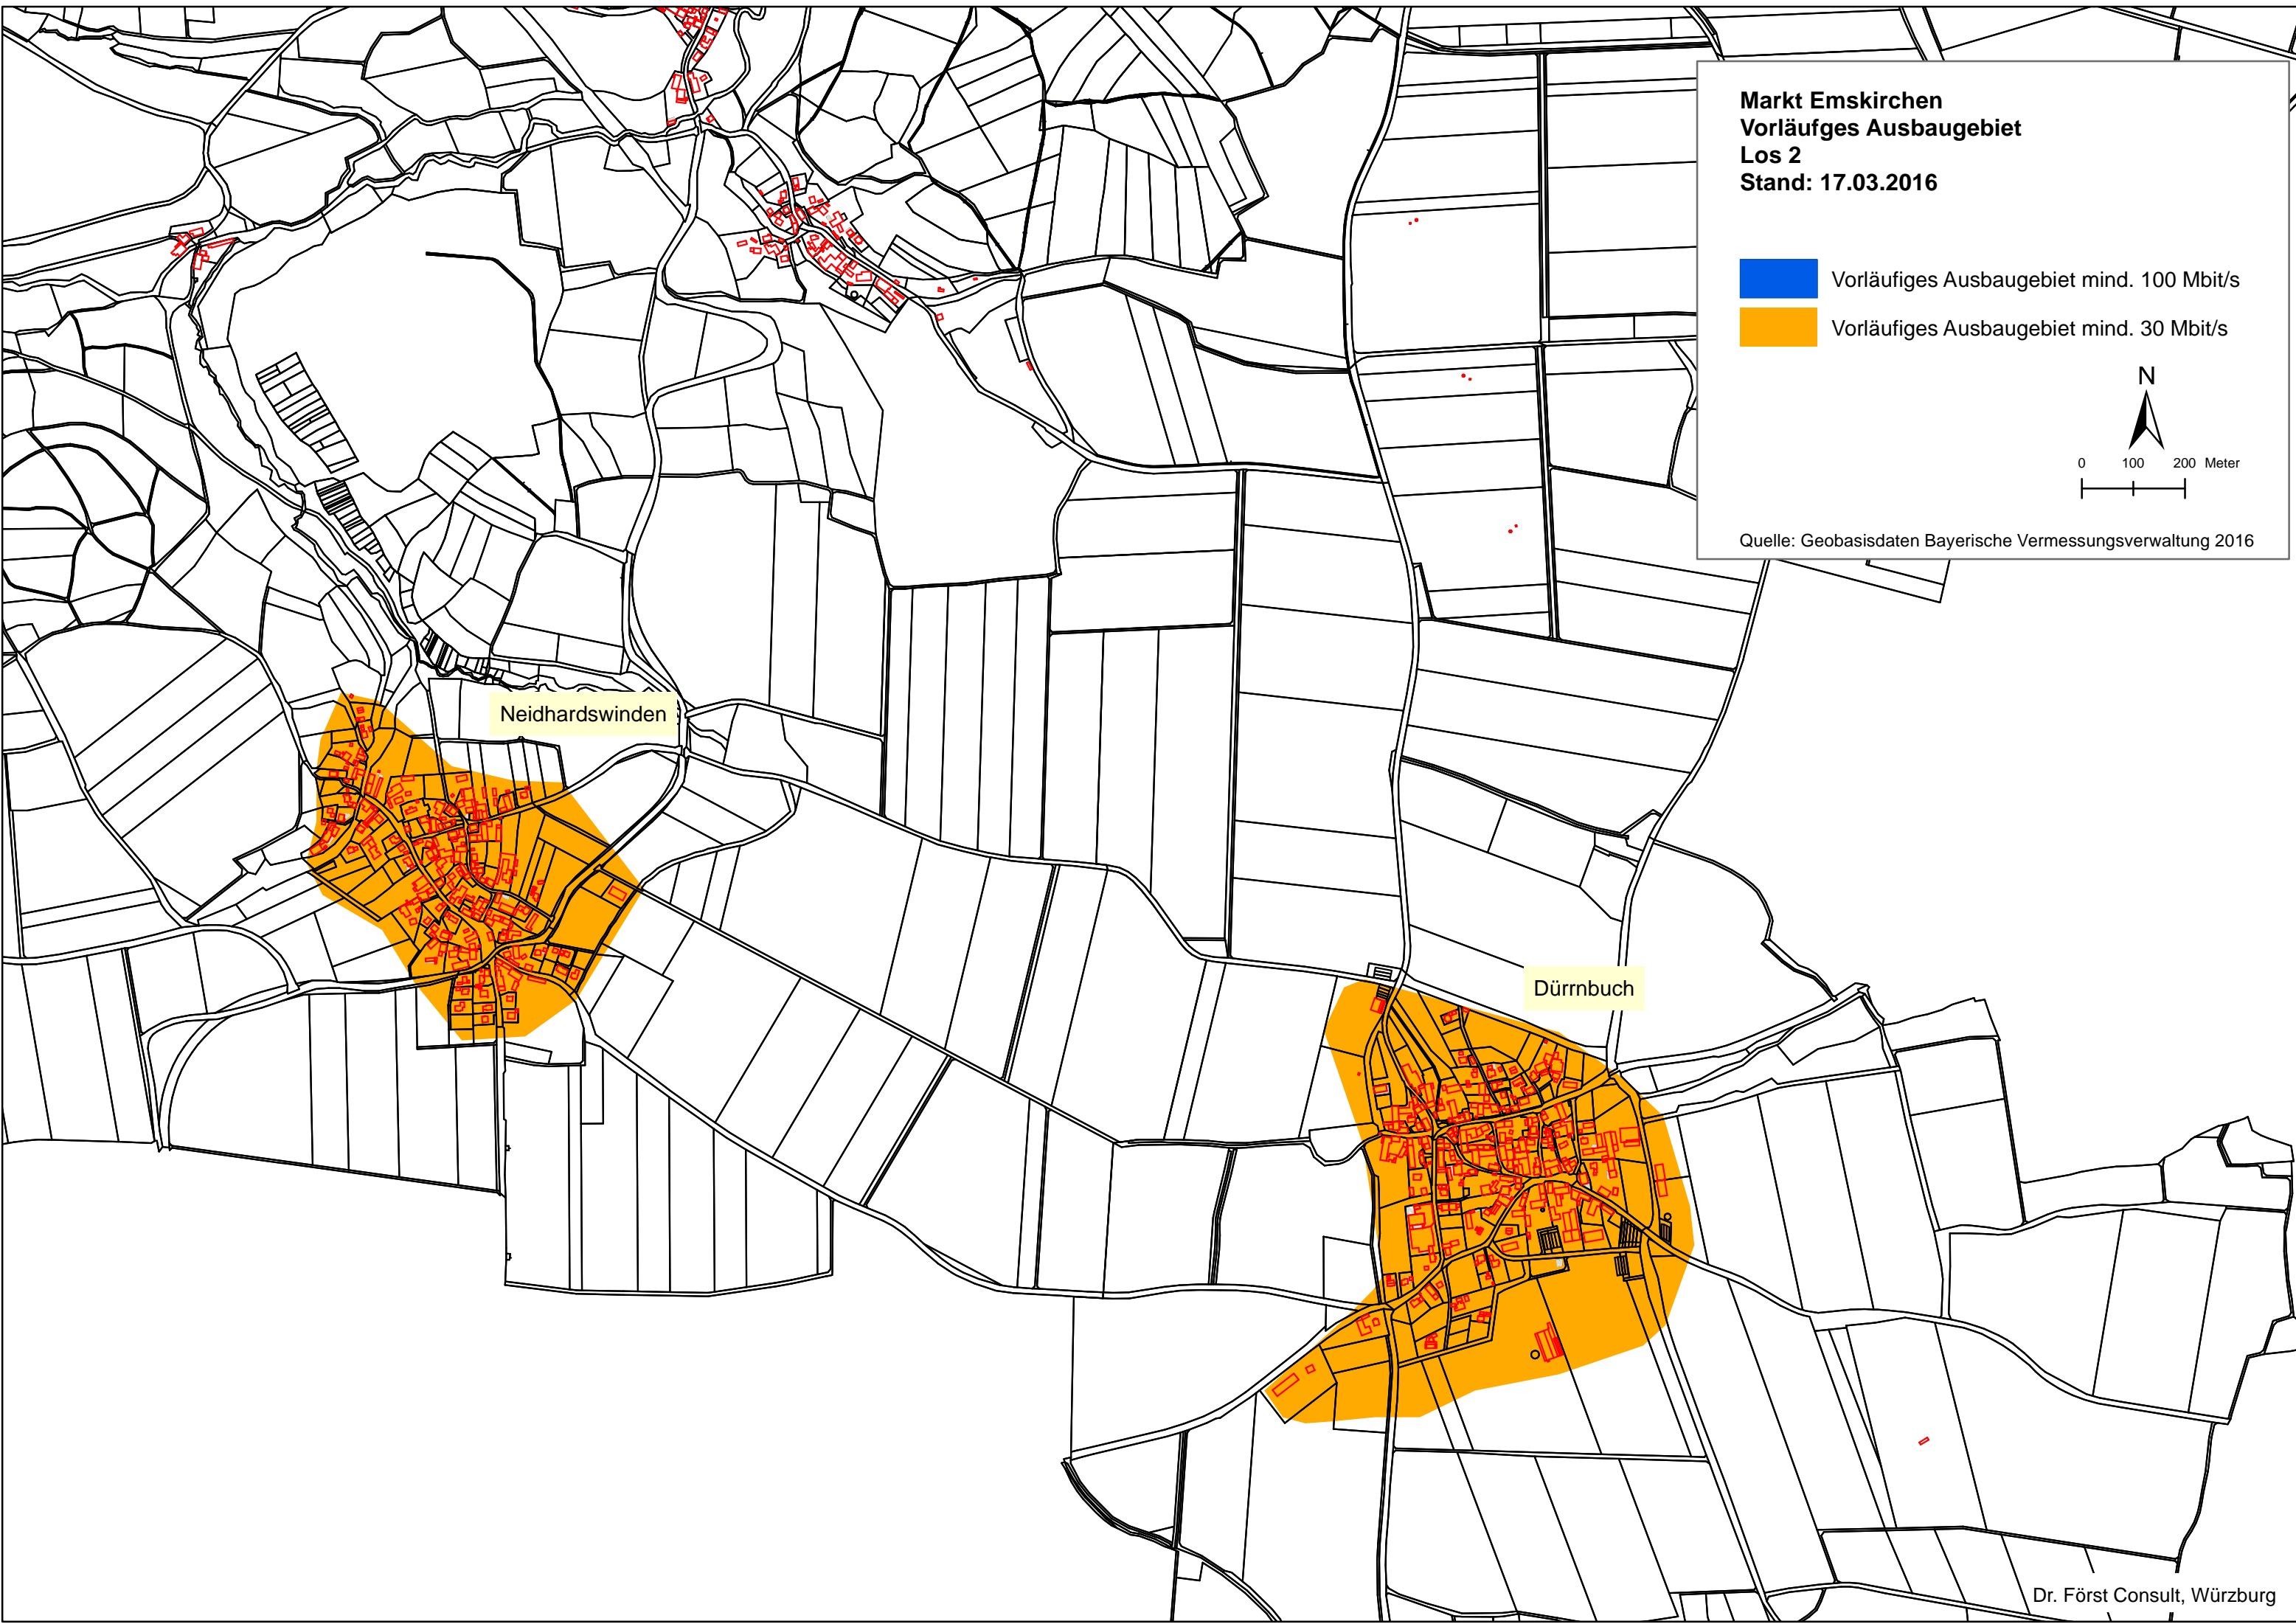 Markt Emskirchen
Vorläufges Ausbaugebiet
Los 2
Stand: 17.03.2016
Vorläufiges Ausbaugebiet mind. 100 Mbit/s
Vorläufiges Ausbaugebiet mind. 30 Mbit/s
N
0 100 200 Meter
Quelle: Geobasisdaten Bayerische Vermessungsverwaltung 2016
Neidhardswinden
Dürrnbuch
Dr. Först Consult, Würzburg